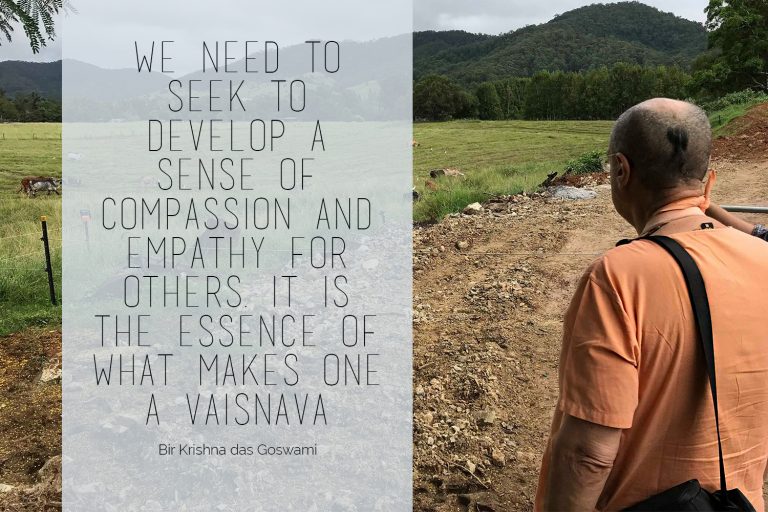 WE NEED TO
SEEK TO
DEVELOP A
SENSE OF
COMPASSION AND
EMPATHY FOR
OTHERS. IT IS
THE ESSENCE OF
WHAT MAKES ONE
A VAISNAVA
Bir Krishna das Goswami